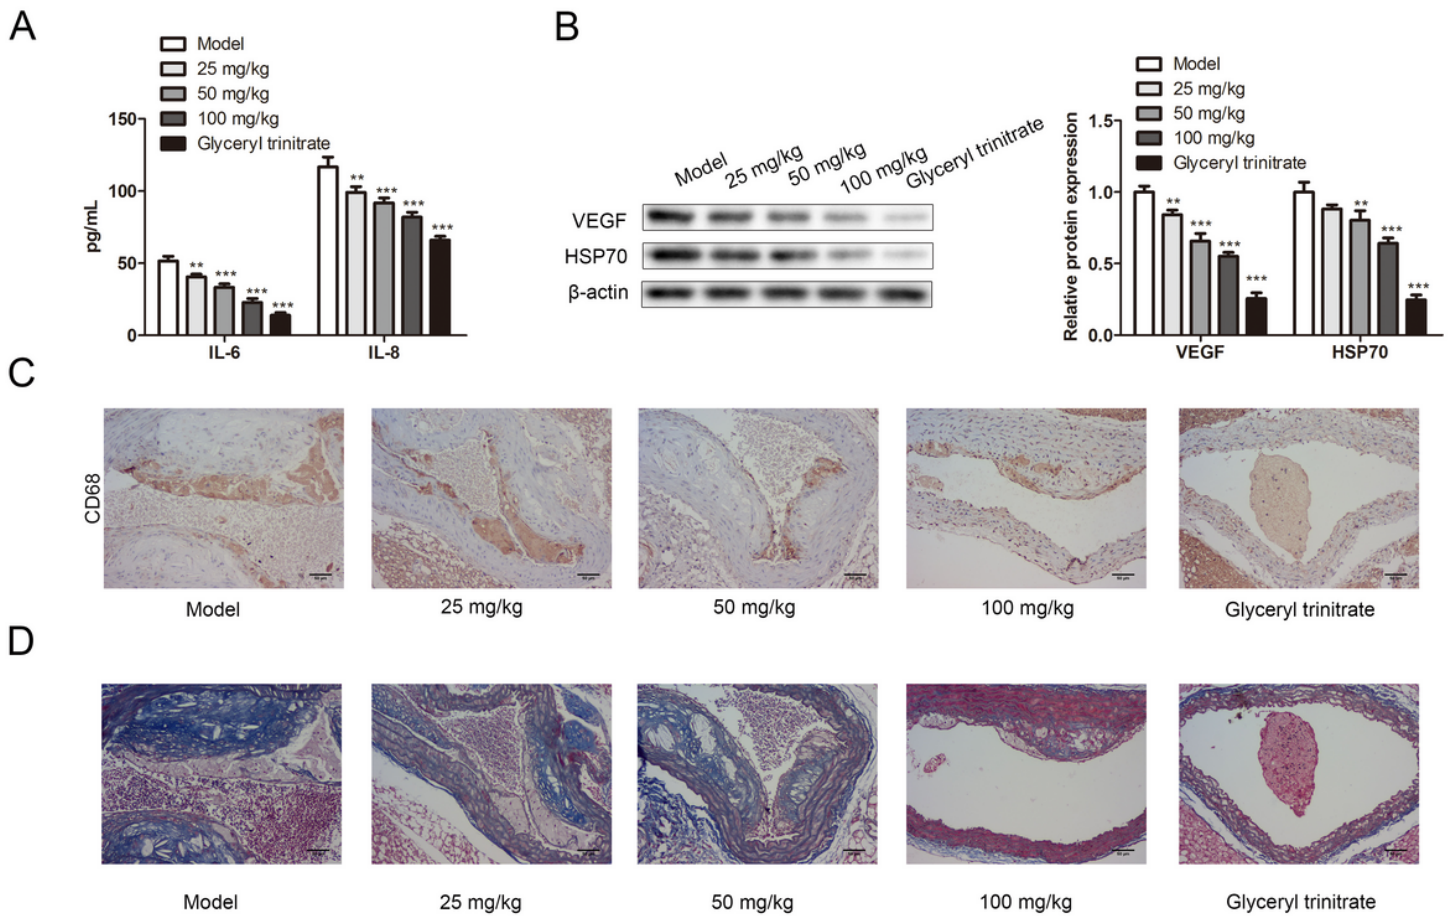 A
Model
25 mg/kg
50 mg/kg
100 mg/kg
Glyceryl trinitrate
150
100
50
0
pg/mL
**
***
***
***
**
***
***
***
IL-6
IL-8
B
Model
25 mg/kg
50 mg/kg
100 mg/kg
Glyceryl trinitrate
VEGF
HSP70
β-actin
Model
25 mg/kg
50 mg/kg
100 mg/kg
Glyceryl trinitrate
1.5
1.0
0.5
0.0
Relative protein expression
**
***
***
***
**
***
***
VEGF
HSP70
C
CD68
Model
25 mg/kg
50 mg/kg
100 mg/kg
Glyceryl trinitrate
D
Model
25 mg/kg
50 mg/kg
100 mg/kg
Glyceryl trinitrate